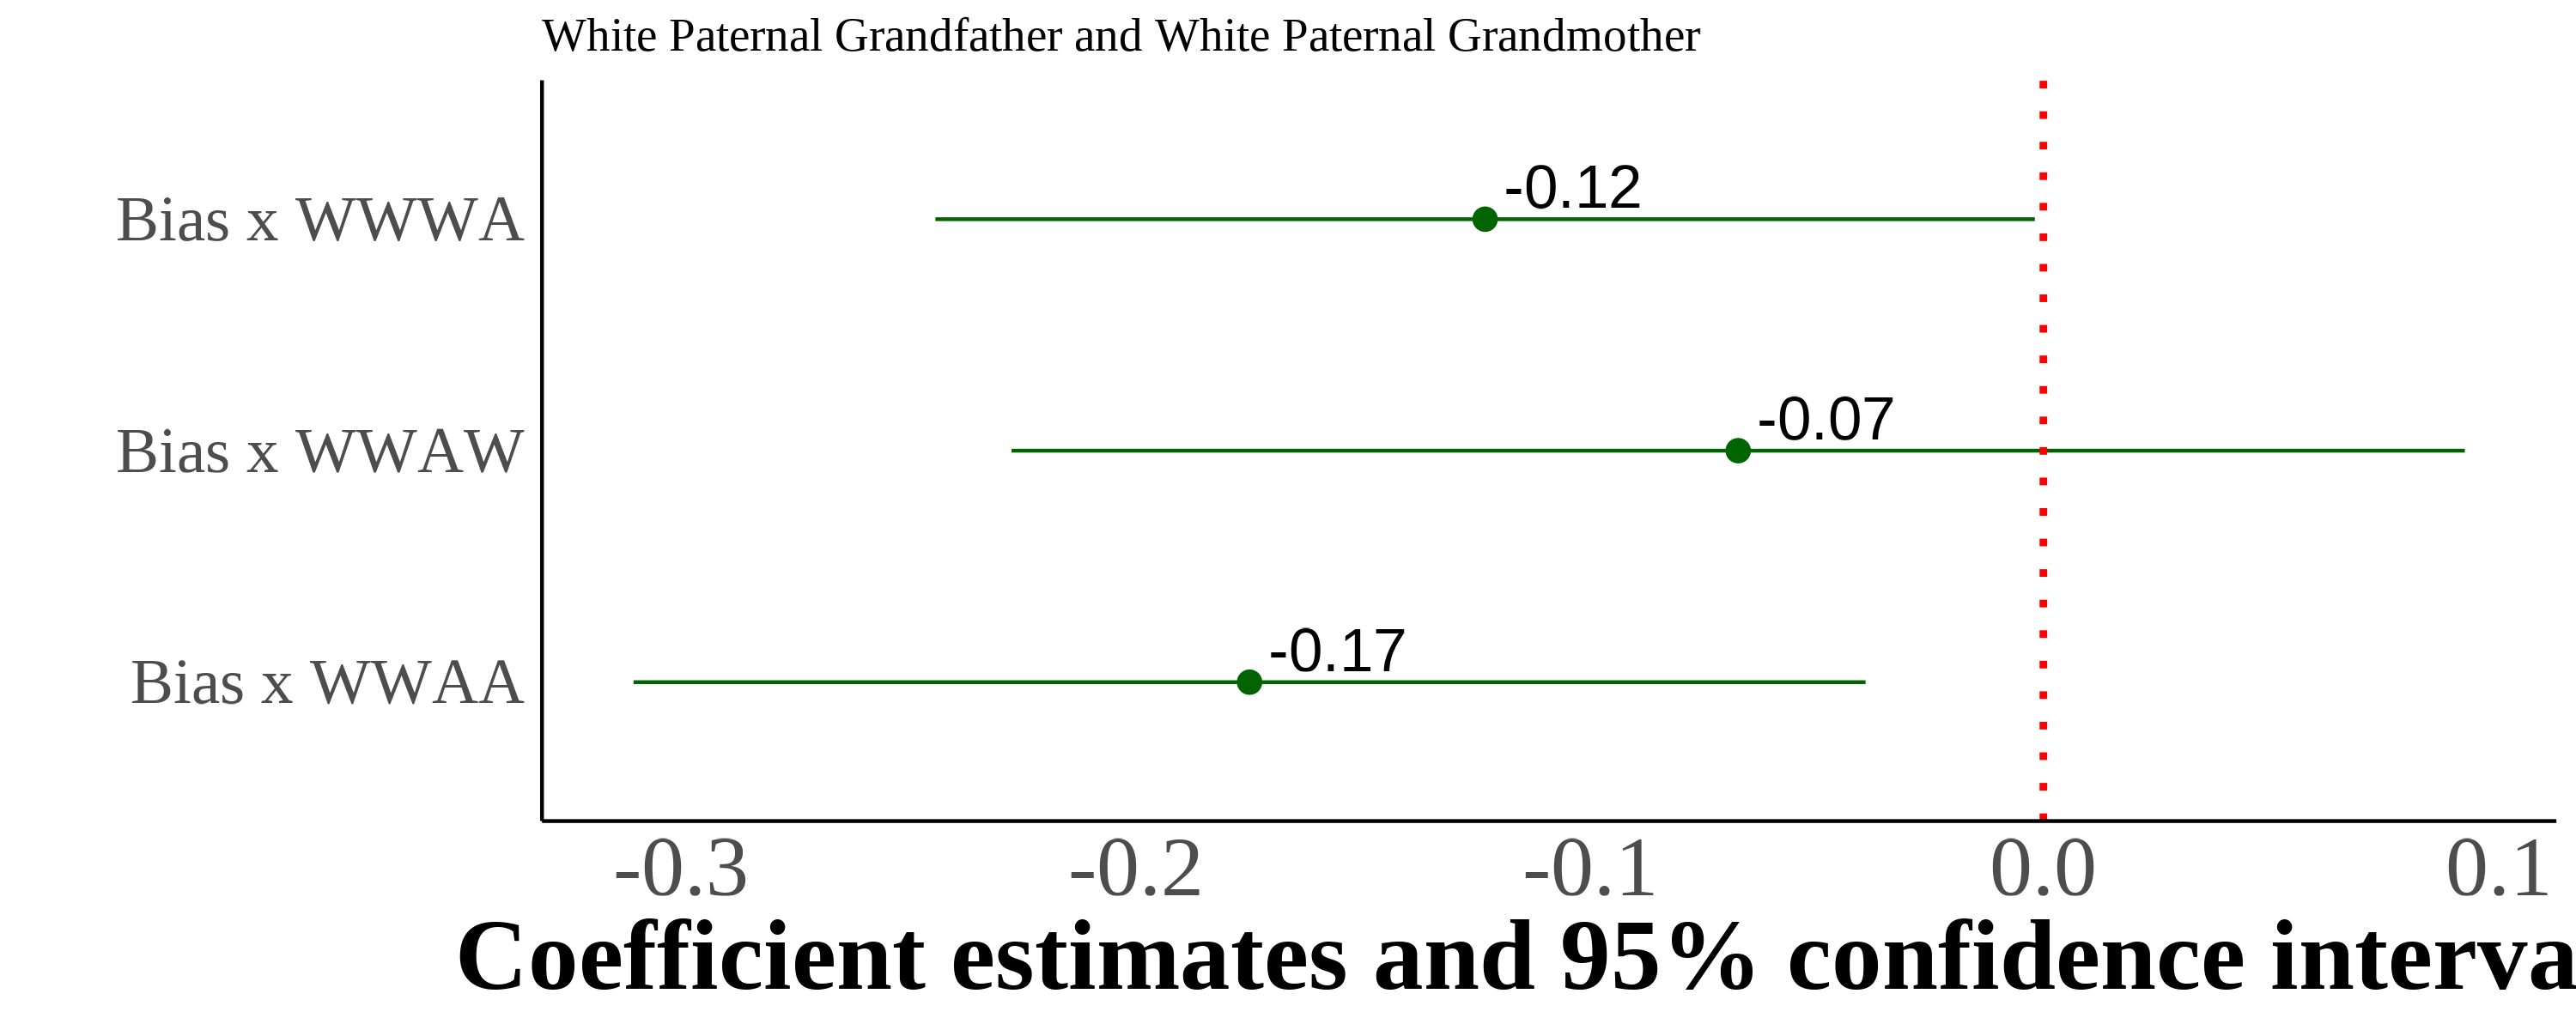 White Paternal Grandfather and White Paternal Grandmother
Bias x WWWA
-0.12
Bias x WWAW
-0.07
Bias x WWAA
-0.17
-0.3 -0.2 -0.1 0.0 0.1
Coefficient estimates and 95% confidence interva